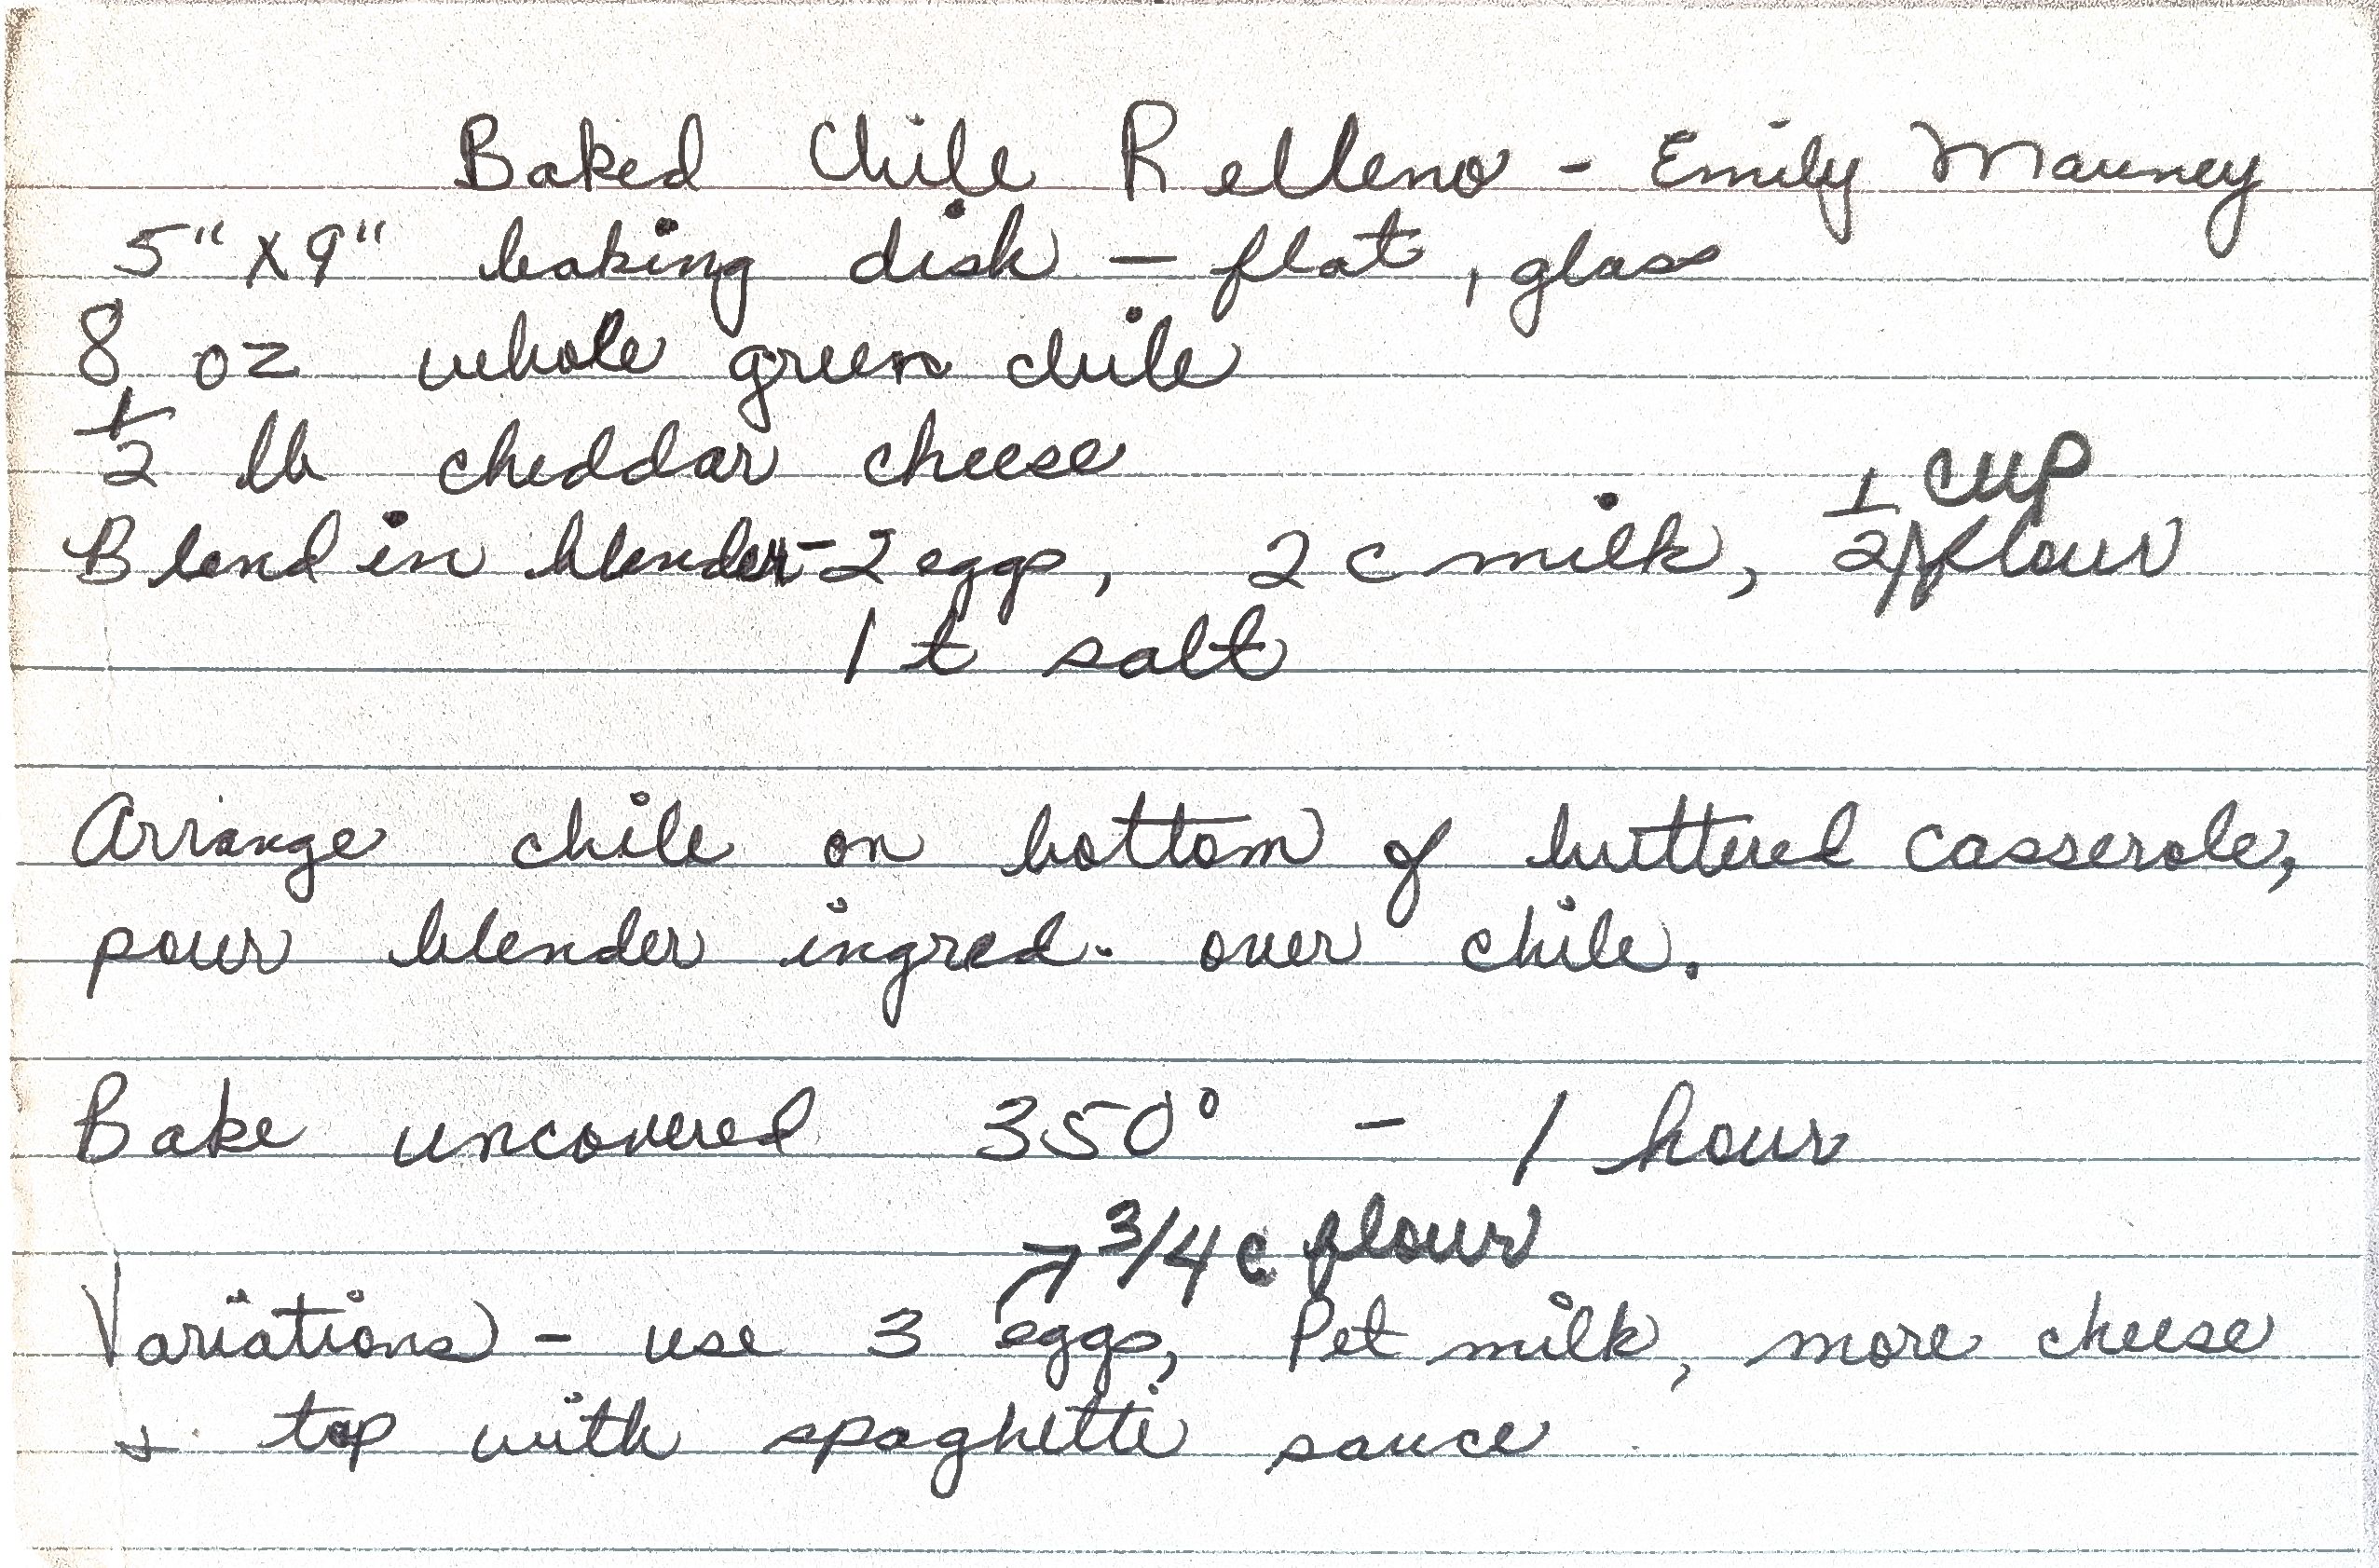 Baked Chile Relleno - Emily Mauney
5" x 9" baking dish - flat, glass
8 oz whole green chile
1/2 lb cheddar cheese
1/2 cup
Blend in blender - 2 eggs, 2 c milk, flour
1 t salt
Arrange chile on bottom of buttered casserole,
pour blender ingred. over chile.
Bake uncovered 350° - 1 hour
→ 3/4 c flour
Variations - use 3 eggs, Pet milk, more cheese
+ top with spaghetti sauce